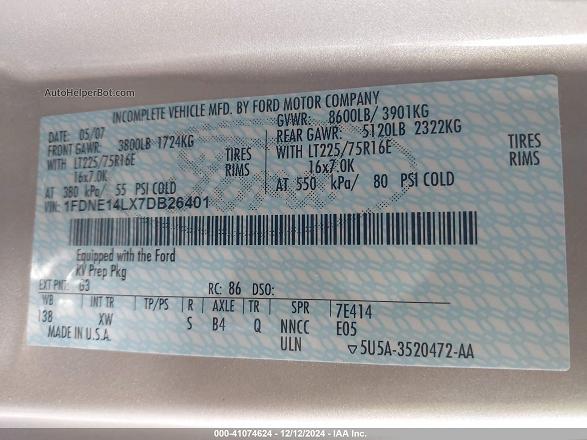 AutoHelperBot.com
INCOMPLETE VEHICLE MFD. BY FORD MOTOR COMPANY
DATE: 05/07
GVWR: 8600LB/ 3901KG
FRONT GAWR: 3800LB 1724KG
REAR GAWR: 5120LB 2322KG
WITH LT225/75R16E TIRES
WITH LT225/75R16E TIRES
16x7.0K RIMS
16x7.0K RIMS
AT 380 kPa/ 55 PSI COLD
AT 550 kPa/ 80 PSI COLD
VIN: 1FDNE14LX7DB26401
Equipped with the Ford
KV Prep Pkg
EXT PNT: G3
RC: 86 DSO:
WB INT TR TP/PS R AXLE TR SPR 7E414
138 XW S B4 Q NNCC E05
MADE IN U.S.A. ULN ▽5U5A-3520472-AA
000-41074624 - 12/12/2024 - IAA Inc.